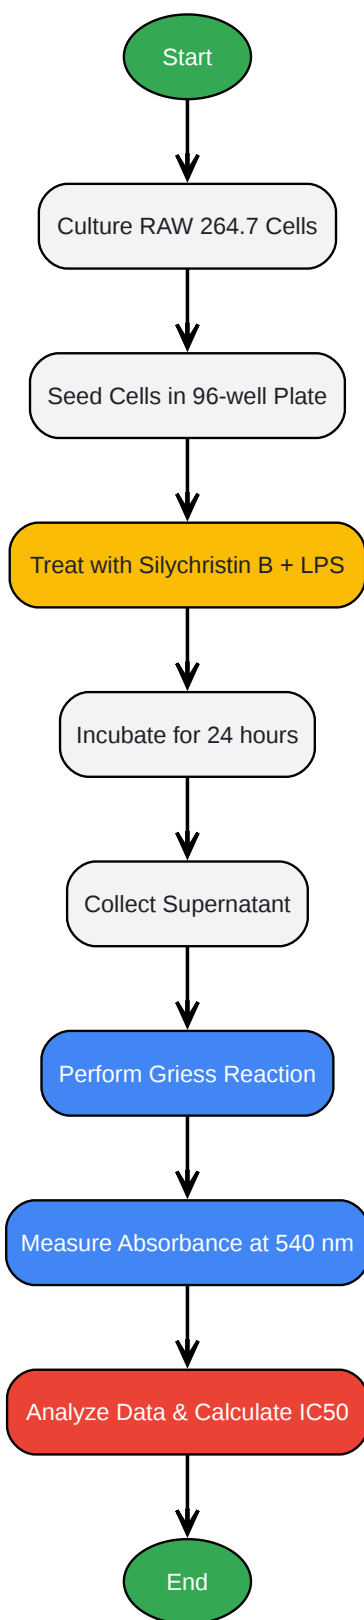 Start
Culture RAW 264.7 Cells
Seed Cells in 96-well Plate
Treat with Silychristin B + LPS
Incubate for 24 hours
Collect Supernatant
Perform Griess Reaction
Measure Absorbance at 540 nm
Analyze Data & Calculate IC50
End